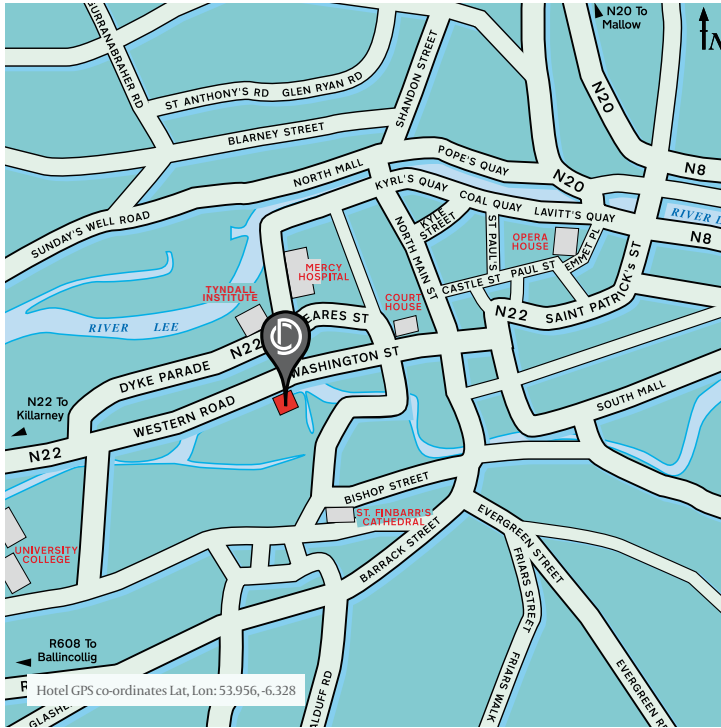 N20 To
Mallow
N
GURRANABRAHER RD
ST ANTHONY'S RD
GLEN RYAN RD
SHANDON STREET
N20
BLARNEY STREET
POPE'S QUAY
N20
N8
NORTH MALL
KYRL'S QUAY
COAL QUAY
LAVITT'S QUAY
RIVER L
N8
SUNDAY'S WELL ROAD
KYLE
STREET
NORTH MAIN ST
ST PAUL'S
OPERA
HOUSE
EMMET PL
MERCY
HOSPITAL
CASTLE ST
PAUL ST
TYNDALL
INSTITUTE
COURT
HOUSE
SAINT PATRICK'S ST
N22
RIVER LEE
EARES ST
N22
WASHINGTON ST
DYKE PARADE
N22 To
Killarney
WESTERN ROAD
SOUTH MALL
N22
BISHOP STREET
ST. FINBARR'S
CATHEDRAL
EVERGREEN STREET
UNIVERSITY
COLLEGE
BARRACK STREET
FRIARS STREET
R608 To
Ballincollig
FRIARS WALK
EVERGREEN R
R
Hotel GPS co-ordinates Lat, Lon: 53.956,-6.328
GLASHE
ALDUFF RD